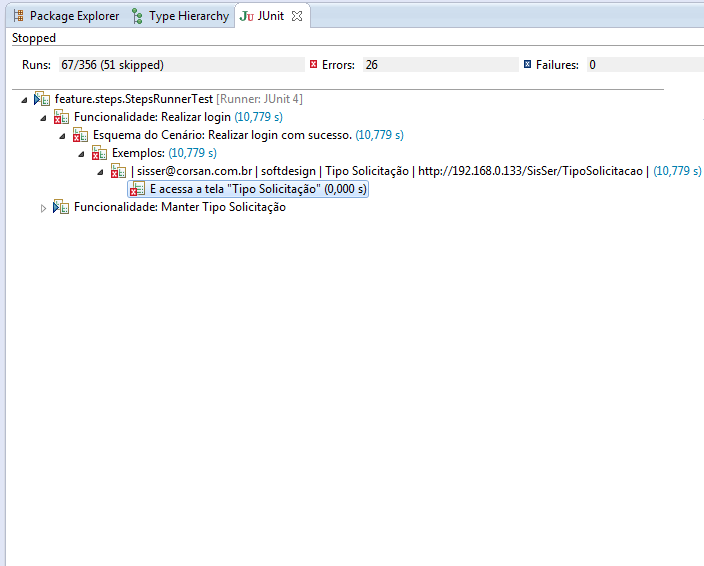 Package Explorer Type Hierarchy JUnit
Stopped
Runs: 67/356 (51 skipped) Errors: 26 Failures: 0
feature.steps.StepsRunnerTest [Runner: JUnit 4]
Funcionalidade: Realizar login (10,779 s)
Esquema do Cenário: Realizar login com sucesso. (10,779 s)
Exemplos: (10,779 s)
| sisser@corsan.com.br | softdesign | Tipo Solicitação | http://192.168.0.133/SisSer/TipoSolicitacao | (10,779 s)
E acessa a tela "Tipo Solicitação" (0,000 s)
Funcionalidade: Manter Tipo Solicitação